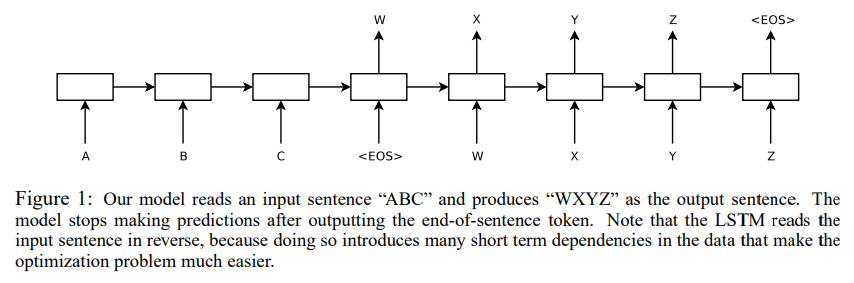 W X Y Z <EOS>
A B C <EOS> W X Y Z
Figure 1: Our model reads an input sentence “ABC” and produces “WXYZ” as the output sentence. The
model stops making predictions after outputting the end-of-sentence token. Note that the LSTM reads the
input sentence in reverse, because doing so introduces many short term dependencies in the data that make the
optimization problem much easier.